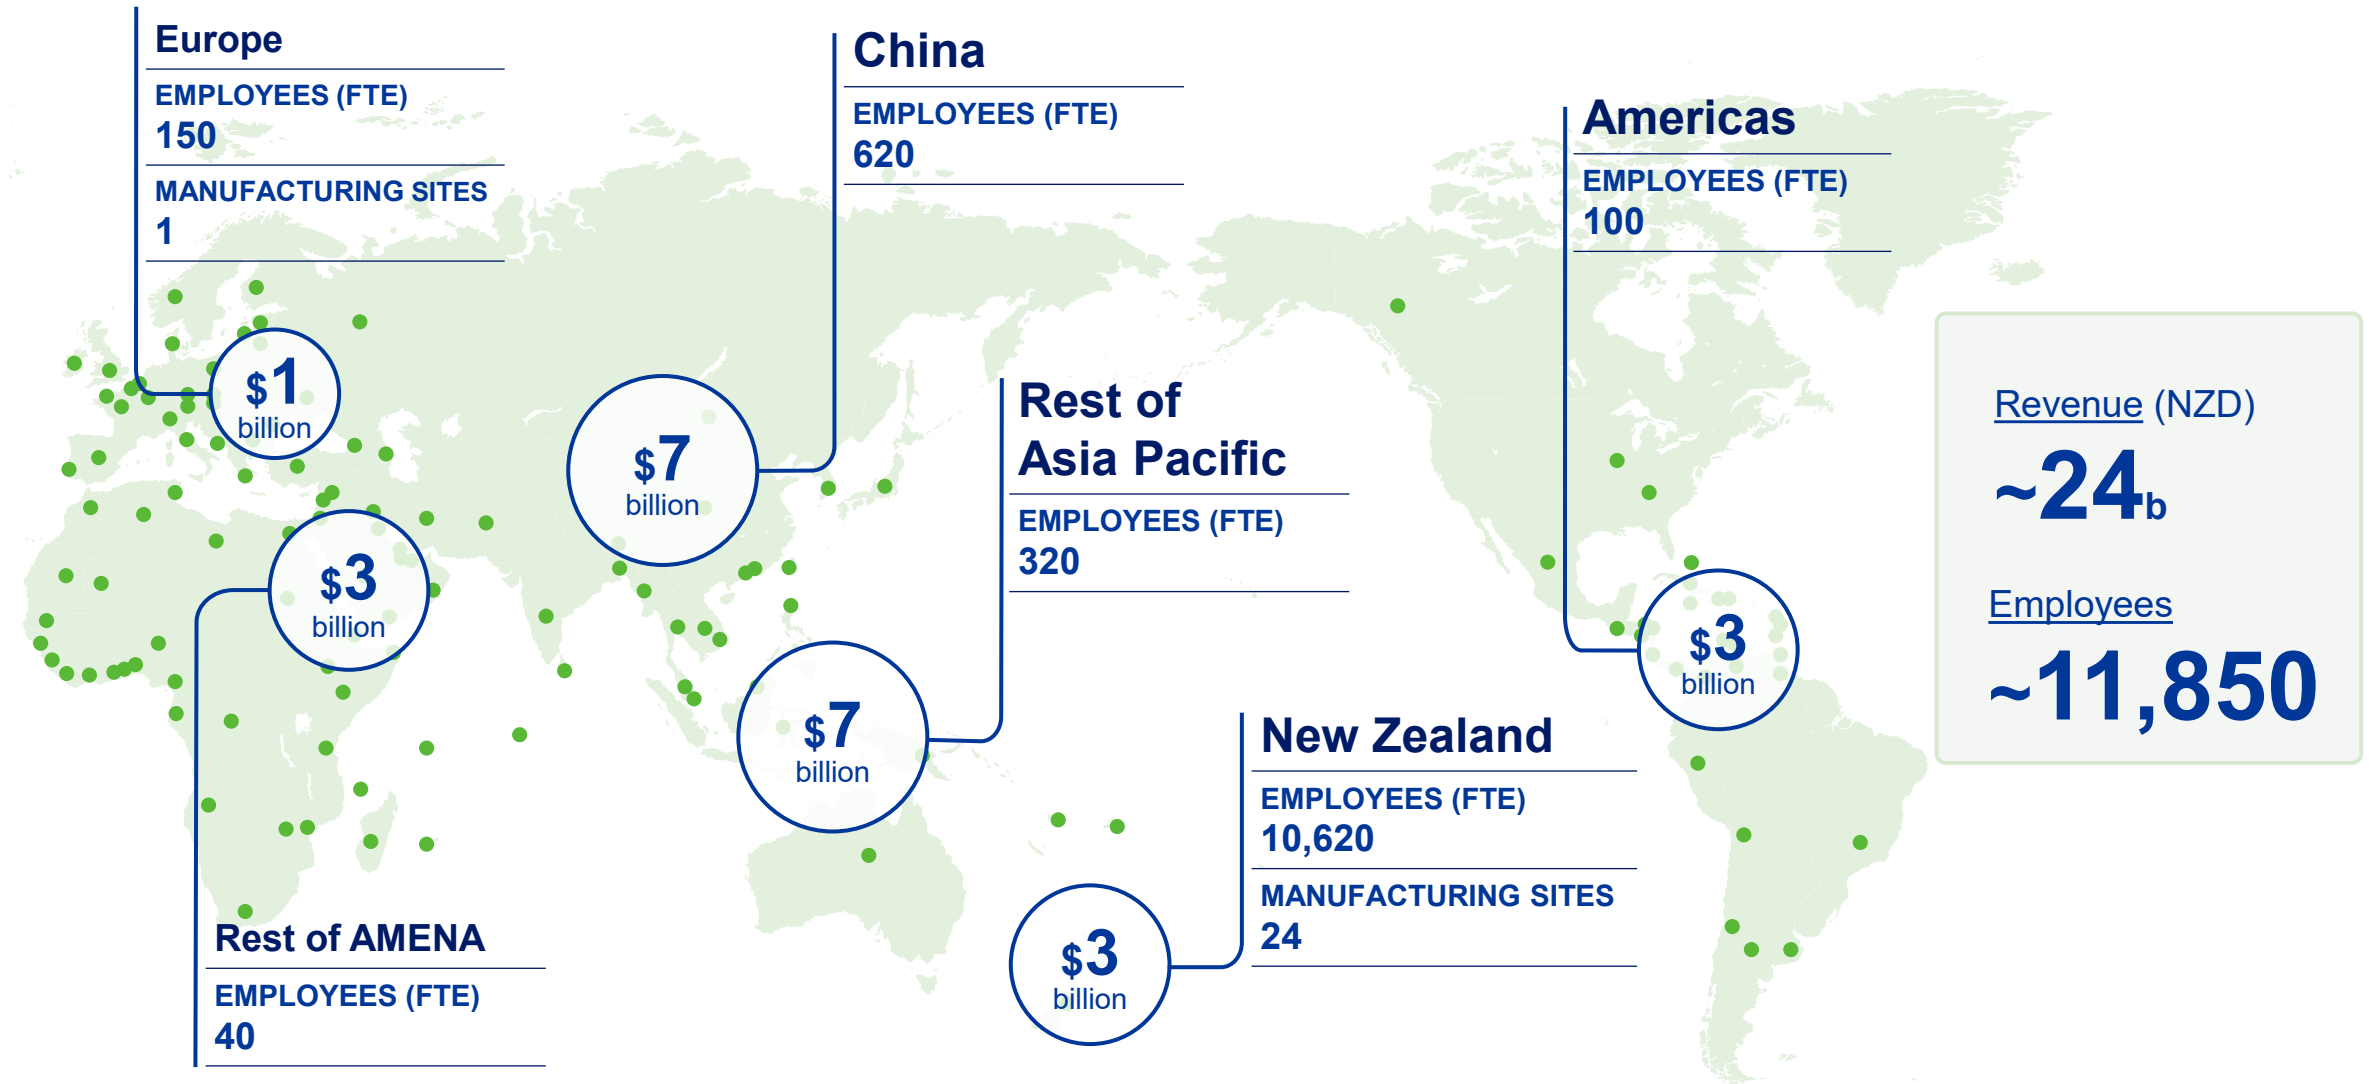 Europe
EMPLOYEES (FTE)
150
MANUFACTURING SITES
1
$1
billion
China
EMPLOYEES (FTE)
620
$7
billion
Americas
EMPLOYEES (FTE)
100
$3
billion
Rest of
Asia Pacific
EMPLOYEES (FTE)
320
$7
billion
Rest of AMENA
EMPLOYEES (FTE)
40
$3
billion
New Zealand
EMPLOYEES (FTE)
10,620
MANUFACTURING SITES
24
$3
billion
Revenue (NZD)
~24b
Employees
~11,850